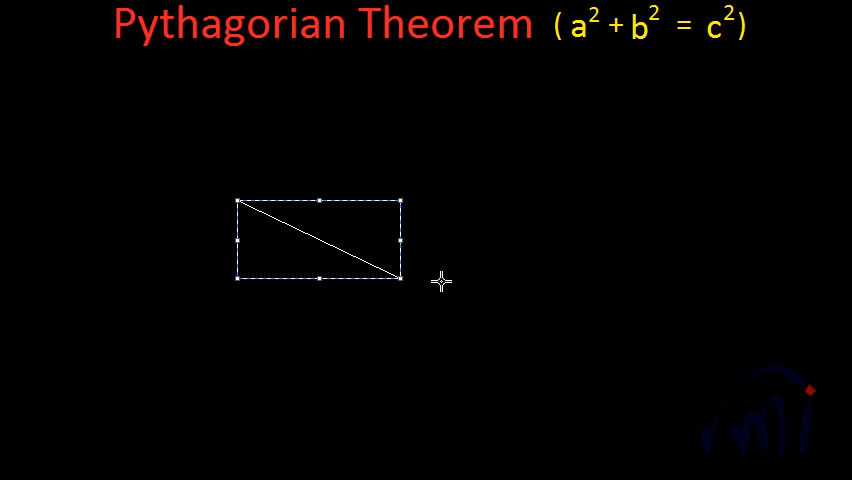 Pythagorian Theorem ( a² + b² = c²)